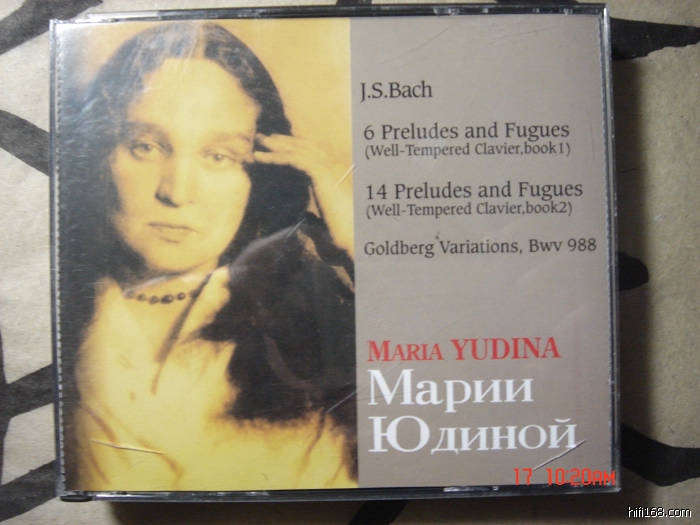 J.S.Bach
6 Preludes and Fugues
(Well-Tempered Clavier,book1)
14 Preludes and Fugues
(Well-Tempered Clavier,book2)
Goldberg Variations, Bwv 988
MARIA YUDINA
Марии
Юдиной
17 10:20AM
hifi168.com